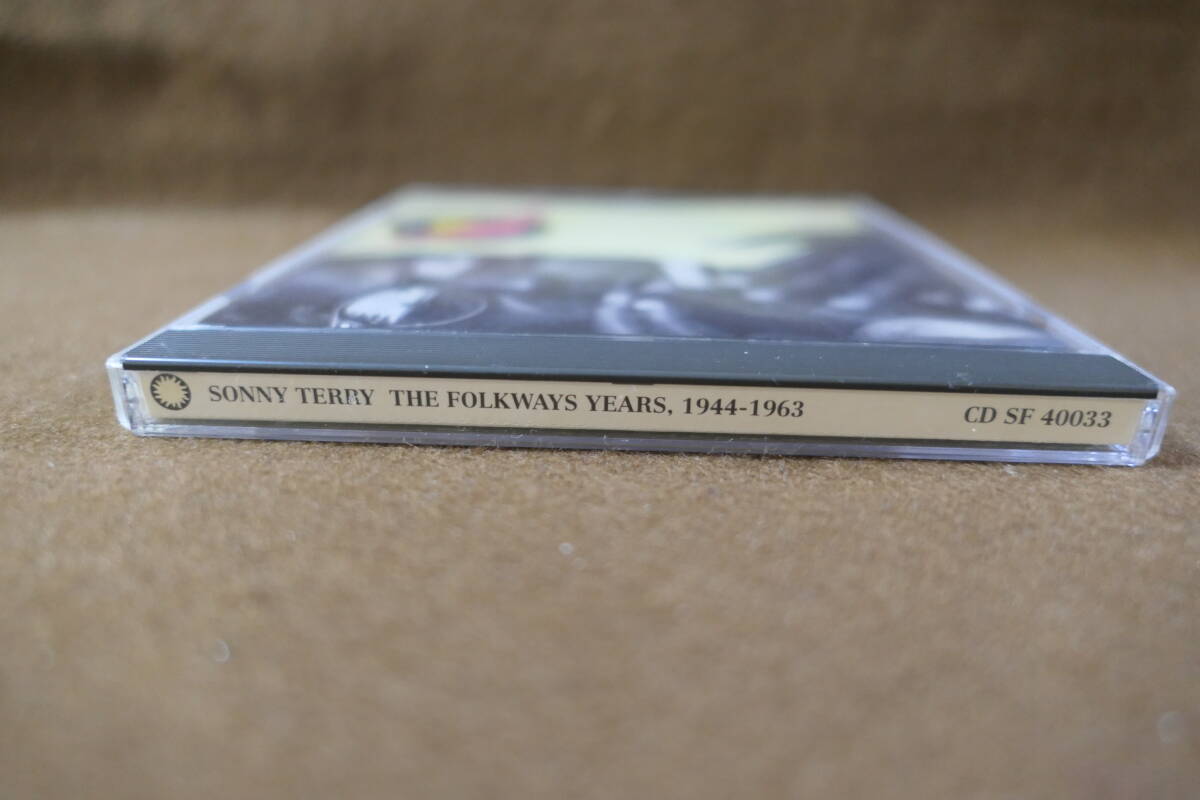 SONNY TERRY THE FOLKWAYS YEARS, 1944-1963 CD SF 40033